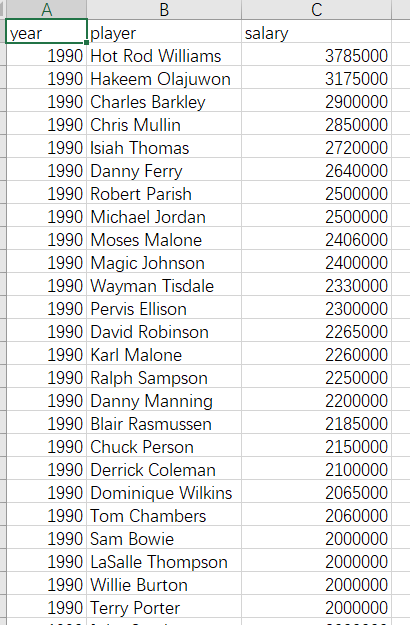 A B C
year player salary
1990 Hot Rod Williams 3785000
1990 Hakeem Olajuwon 3175000
1990 Charles Barkley 2900000
1990 Chris Mullin 2850000
1990 Isiah Thomas 2720000
1990 Danny Ferry 2640000
1990 Robert Parish 2500000
1990 Michael Jordan 2500000
1990 Moses Malone 2406000
1990 Magic Johnson 2400000
1990 Wayman Tisdale 2330000
1990 Pervis Ellison 2300000
1990 David Robinson 2265000
1990 Karl Malone 2260000
1990 Ralph Sampson 2250000
1990 Danny Manning 2200000
1990 Blair Rasmussen 2185000
1990 Chuck Person 2150000
1990 Derrick Coleman 2100000
1990 Dominique Wilkins 2065000
1990 Tom Chambers 2060000
1990 Sam Bowie 2000000
1990 LaSalle Thompson 2000000
1990 Willie Burton 2000000
1990 Terry Porter 2000000